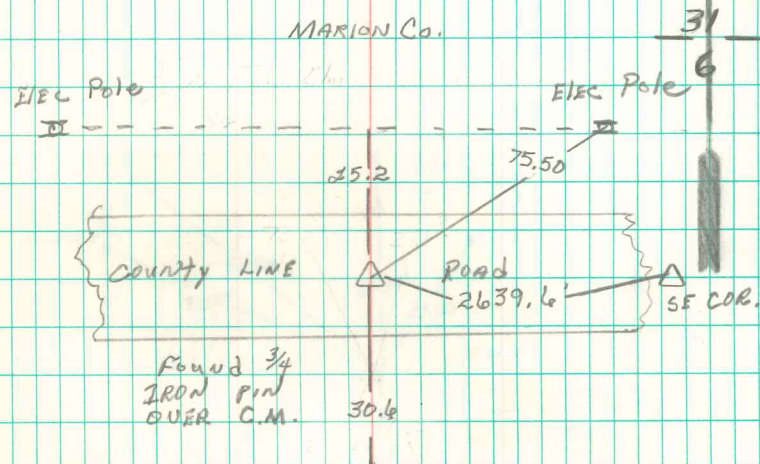 MARION Co.
31
6
Elec Pole
Elec Pole
75.50
25.2
County LINE Road
2639.6'
SE COR.
Found 3/4
IRON PIN
OVER C.M.
30.6